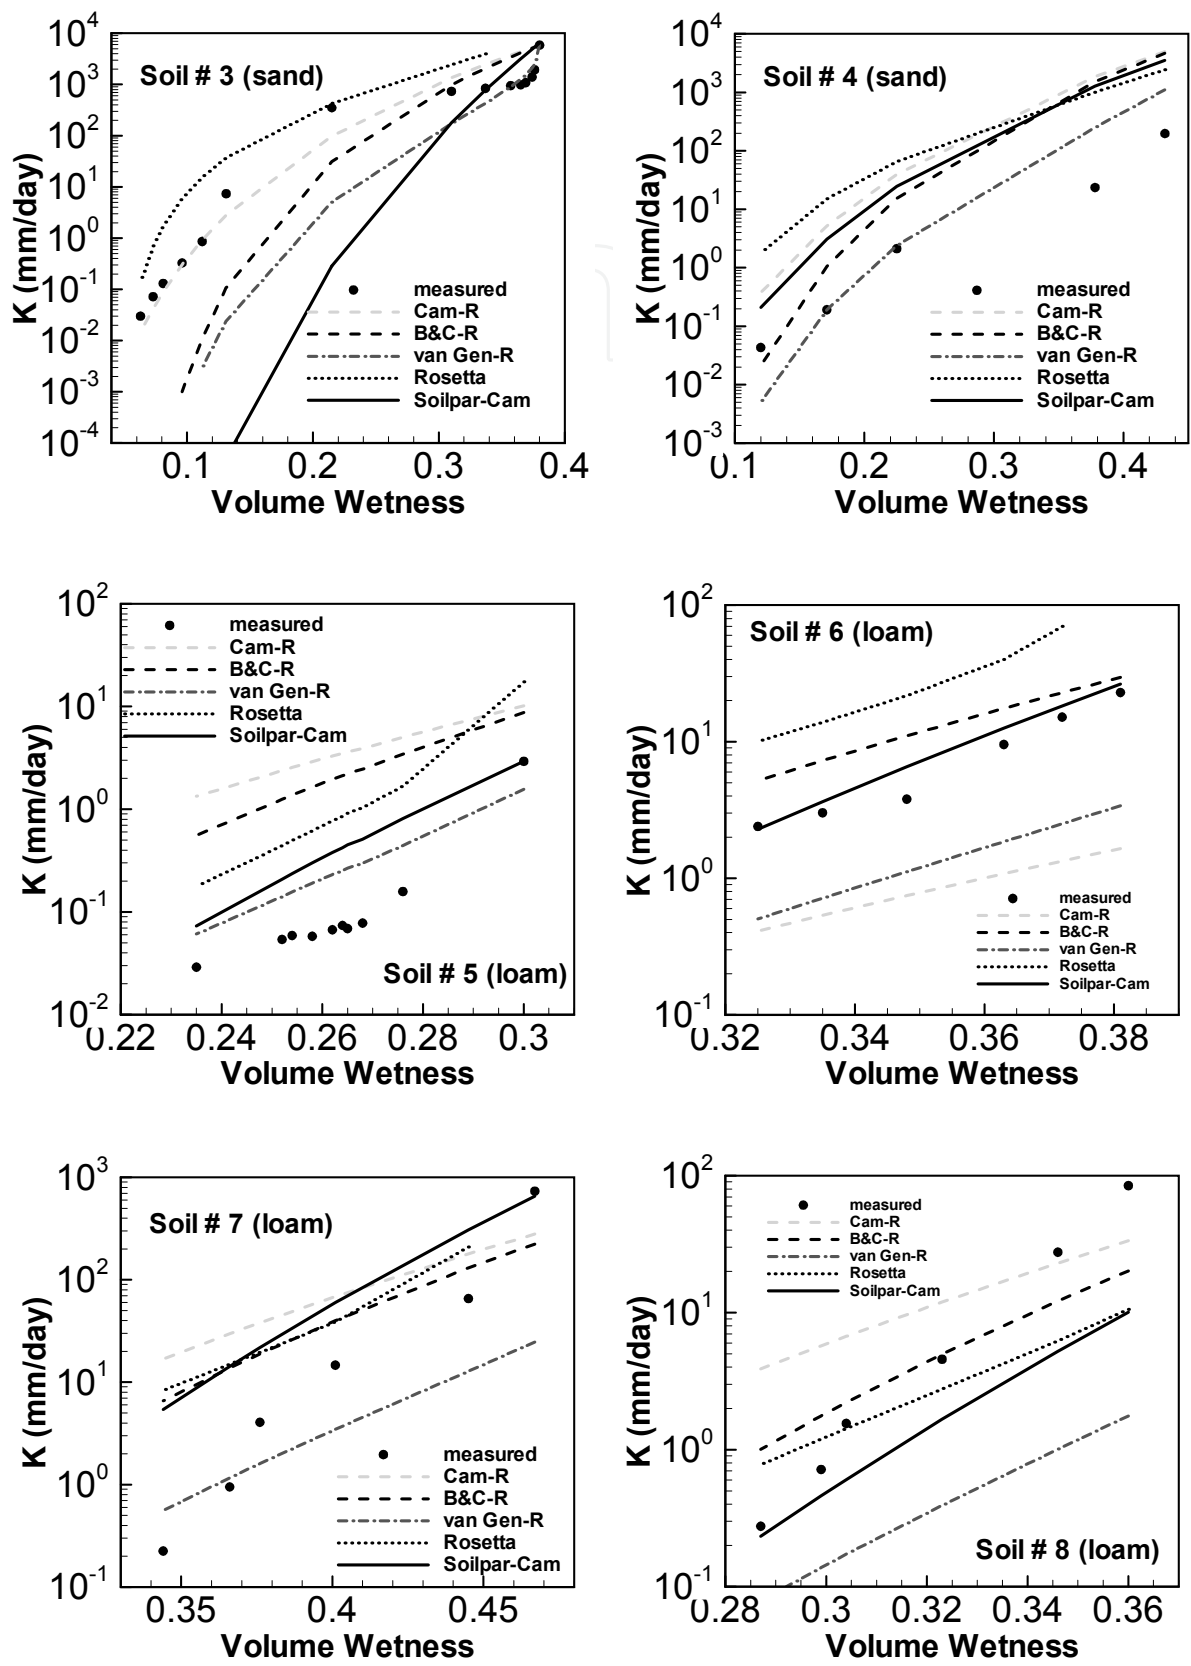 Soil # 3 (sand)
10^4
10^3
10^2
10^1
10^0
10^-1
10^-2
10^-3
10^-4
K (mm/day)
measured
Cam-R
B&C-R
van Gen-R
Rosetta
Soilpar-Cam
0.1 0.2 0.3 0.4
Volume Wetness
Soil # 4 (sand)
10^4
10^3
10^2
10^1
10^0
10^-1
10^-2
10^-3
K (mm/day)
measured
Cam-R
B&C-R
van Gen-R
Rosetta
Soilpar-Cam
0.1 0.2 0.3 0.4
Volume Wetness
10^2
10^1
10^0
10^-1
10^-2
K (mm/day)
measured
Cam-R
B&C-R
van Gen-R
Rosetta
Soilpar-Cam
Soil # 5 (loam)
0.22 0.24 0.26 0.28 0.3
Volume Wetness
10^2
10^1
10^0
10^-1
K (mm/day)
Soil # 6 (loam)
measured
Cam-R
B&C-R
van Gen-R
Rosetta
Soilpar-Cam
0.32 0.34 0.36 0.38
Volume Wetness
10^3
10^2
10^1
10^0
10^-1
K (mm/day)
Soil # 7 (loam)
measured
Cam-R
B&C-R
van Gen-R
Rosetta
Soilpar-Cam
0.35 0.4 0.45
Volume Wetness
10^2
10^1
10^0
10^-1
K (mm/day)
measured
Cam-R
B&C-R
van Gen-R
Rosetta
Soilpar-Cam
Soil # 8 (loam)
0.28 0.3 0.32 0.34 0.36
Volume Wetness